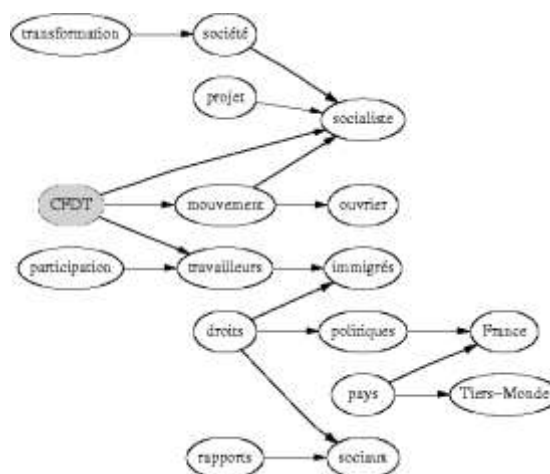 transformation
société
projet
socialiste
CFDT
mouvement
ouvrier
participation
travailleurs
immigrés
droits
politiques
France
pays
Tiers-Monde
rapports
sociaux